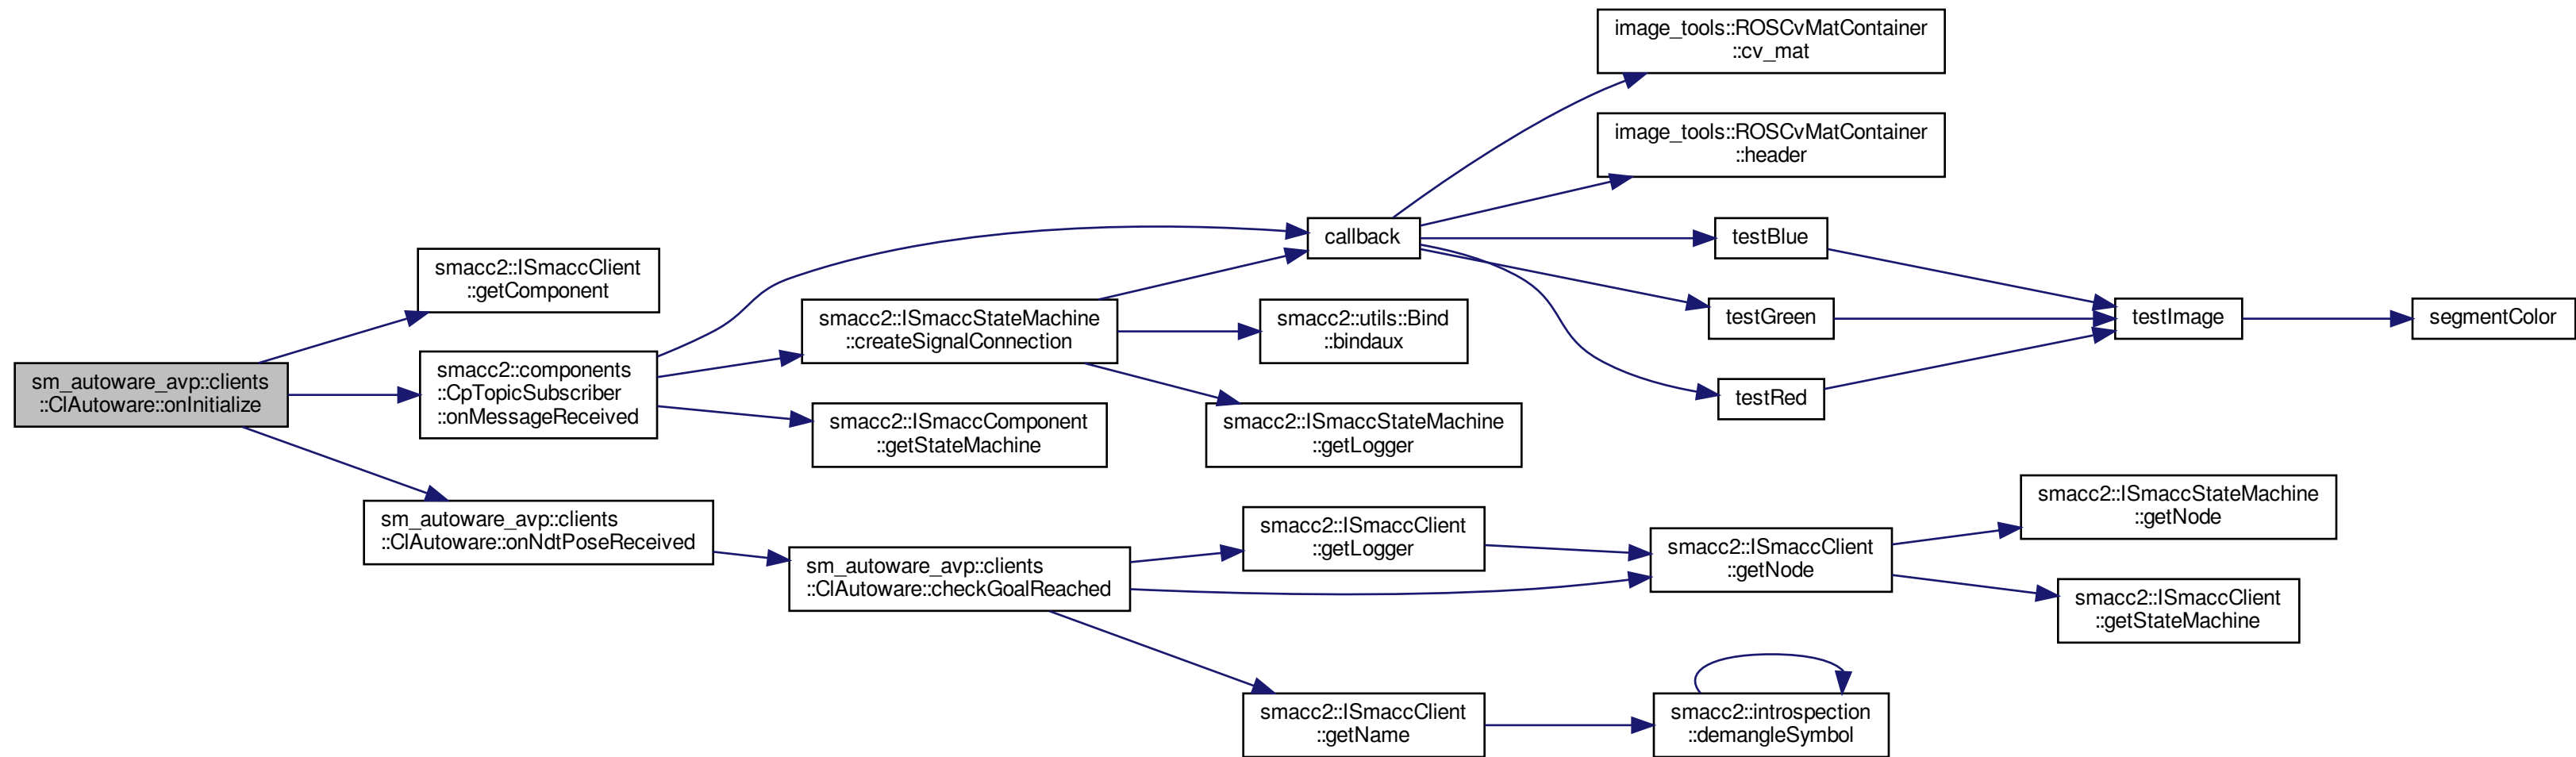 sm_autoware_avp::clients
::ClAutoware::onInitialize
smacc2::ISmaccClient
::getComponent
smacc2::components
::CpTopicSubscriber
::onMessageReceived
sm_autoware_avp::clients
::ClAutoware::onNdtPoseReceived
smacc2::ISmaccStateMachine
::createSignalConnection
smacc2::ISmaccComponent
::getStateMachine
sm_autoware_avp::clients
::ClAutoware::checkGoalReached
callback
smacc2::utils::Bind
::bindaux
smacc2::ISmaccStateMachine
::getLogger
smacc2::ISmaccClient
::getLogger
smacc2::ISmaccClient
::getName
image_tools::ROSCvMatContainer
::cv_mat
image_tools::ROSCvMatContainer
::header
testBlue
testGreen
testRed
smacc2::ISmaccClient
::getNode
smacc2::introspection
::demangleSymbol
testImage
segmentColor
smacc2::ISmaccStateMachine
::getNode
smacc2::ISmaccClient
::getStateMachine